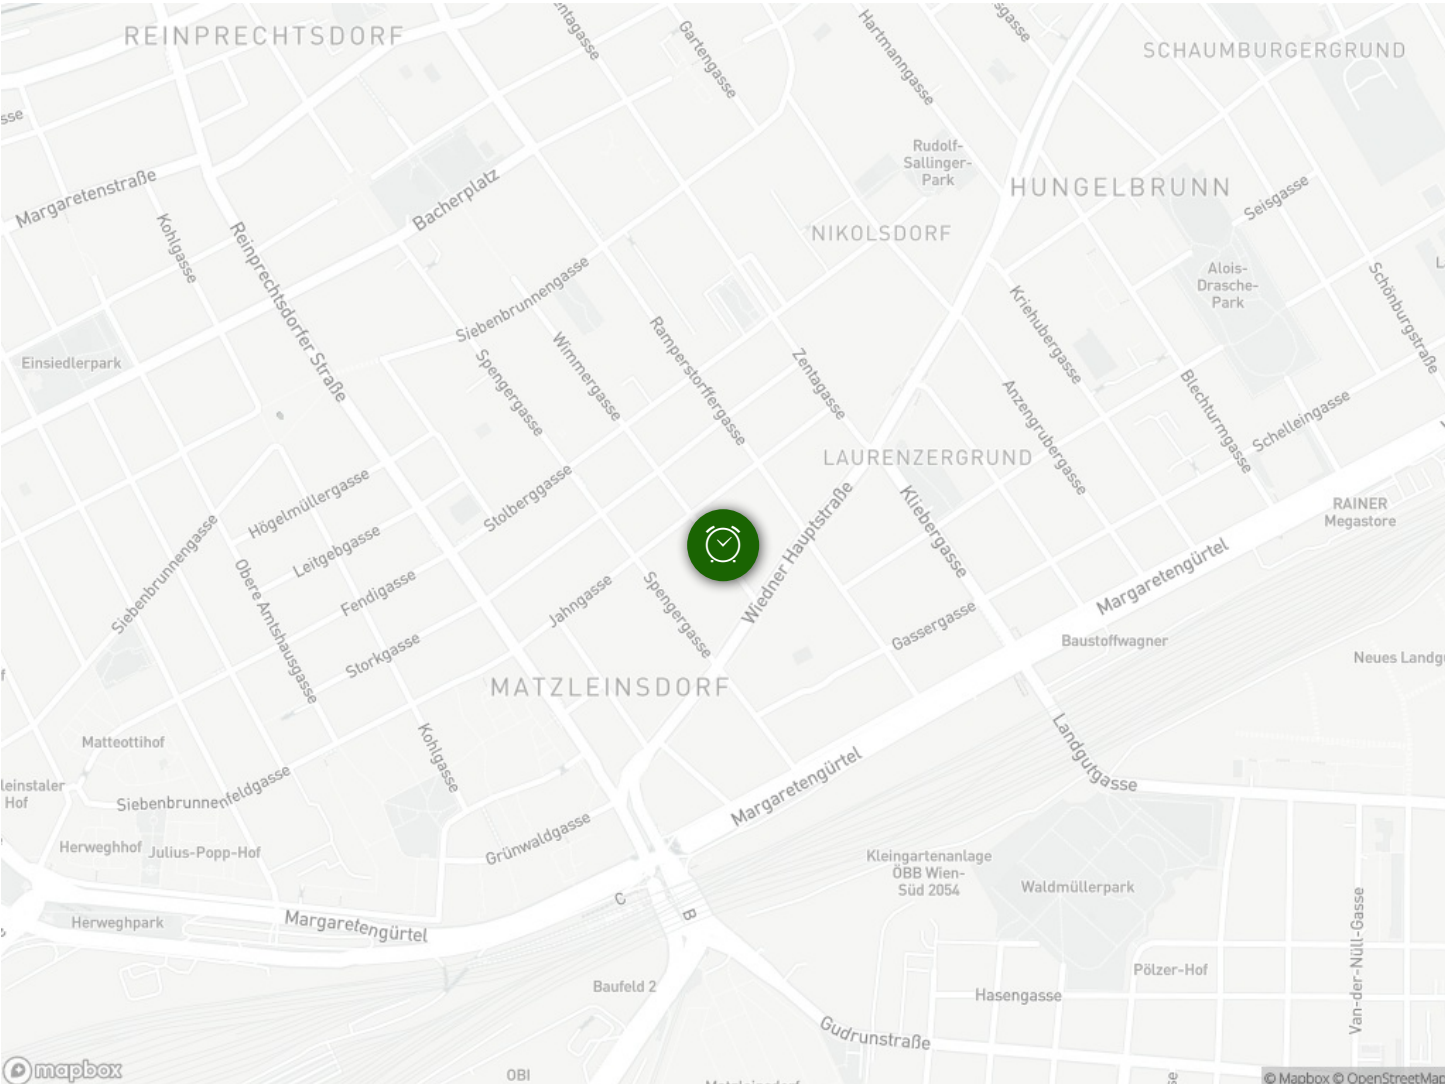 REINPRECHTSDORF
Gartengasse
Hartmanngasse
SCHAUMBURGERGRUND
Rudolf-
Sallinger-
Park
HUNGELBRUNN
Seisgasse
Margaretenstraße
Kohlgasse
Bacherplatz
Reinprechtsdorfer Straße
NIKOLSDORF
Alois-
Drasche-
Park
Schönburgstraße
Siebenbrunnengasse
Kriehubergasse
Einsiedlerpark
Spengergasse
Wimmergasse
Ramperstorffergasse
Zentagasse
Anzengrubergasse
Blechturmgasse
Schelleingasse
LAURENZERGRUND
Högelmüllergasse
Stolberggasse
Kliebergasse
RAINER
Megastore
Siebenbrunnengasse
Leitgebgasse
Fendigasse
Obere Amtshausgasse
Jahngasse
Spengergasse
Wiedner Hauptstraße
Margaretengürtel
Gassergasse
Baustoffwagner
Storkgasse
Neues Landg
MATZLEINSDORF
Matteottihof
Kohlgasse
Landgutgasse
leinstaler
Hof
Siebenbrunnenfeldgasse
Margaretengürtel
Herweghhof
Julius-Popp-Hof
Grünwaldgasse
Kleingartenanlage
ÖBB Wien-
Süd 2054
Waldmüllerpark
C
B
Herweghpark
Margaretengürtel
Van-der-Nüll-Gasse
Pölzer-Hof
Baufeld 2
Hasengasse
Gudrunstraße
mapbox
OBI
© Mapbox © OpenStreetMap